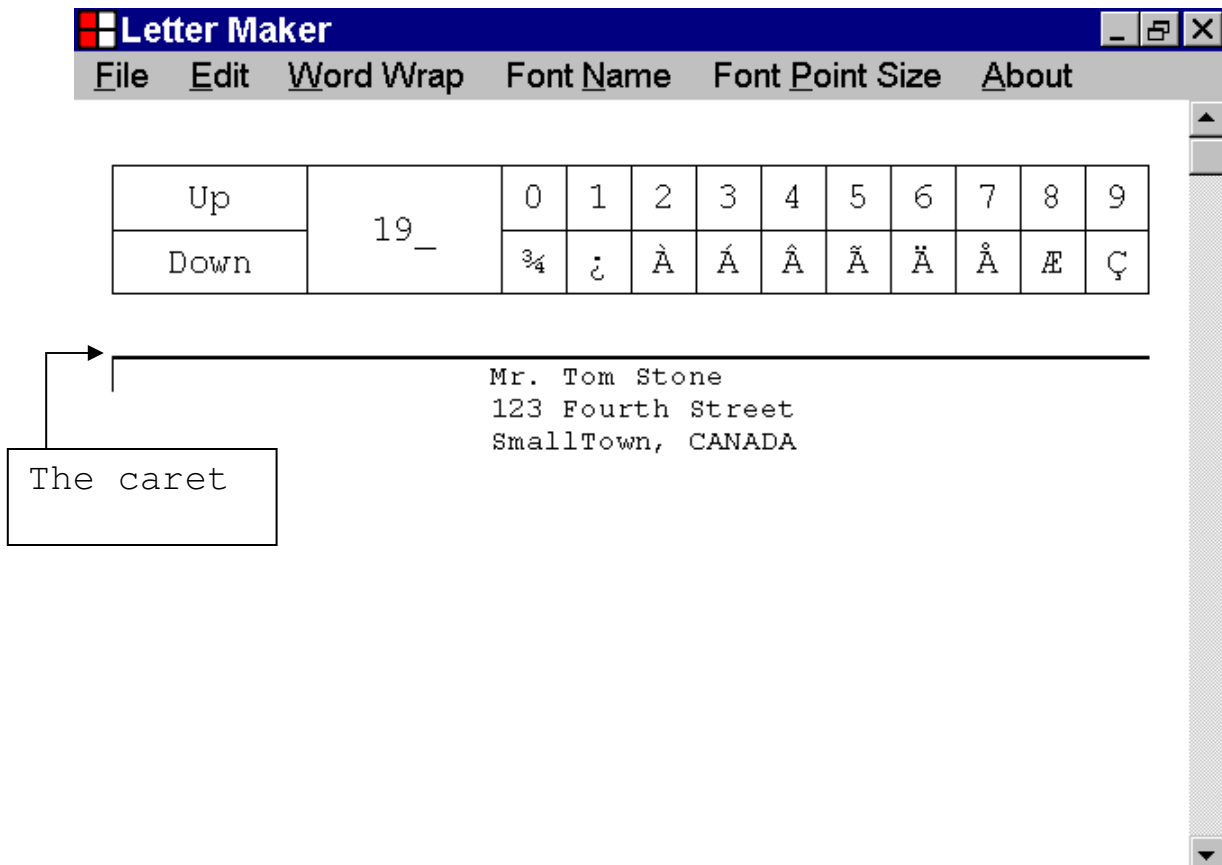 Letter Maker
File Edit Word Wrap Font Name Font Point Size About
Up 19_ 0 1 2 3 4 5 6 7 8 9
Down ¾ ¿ À Á Â Ã Ä Å Æ Ç
Mr. Tom Stone
123 Fourth Street
SmallTown, CANADA
The caret